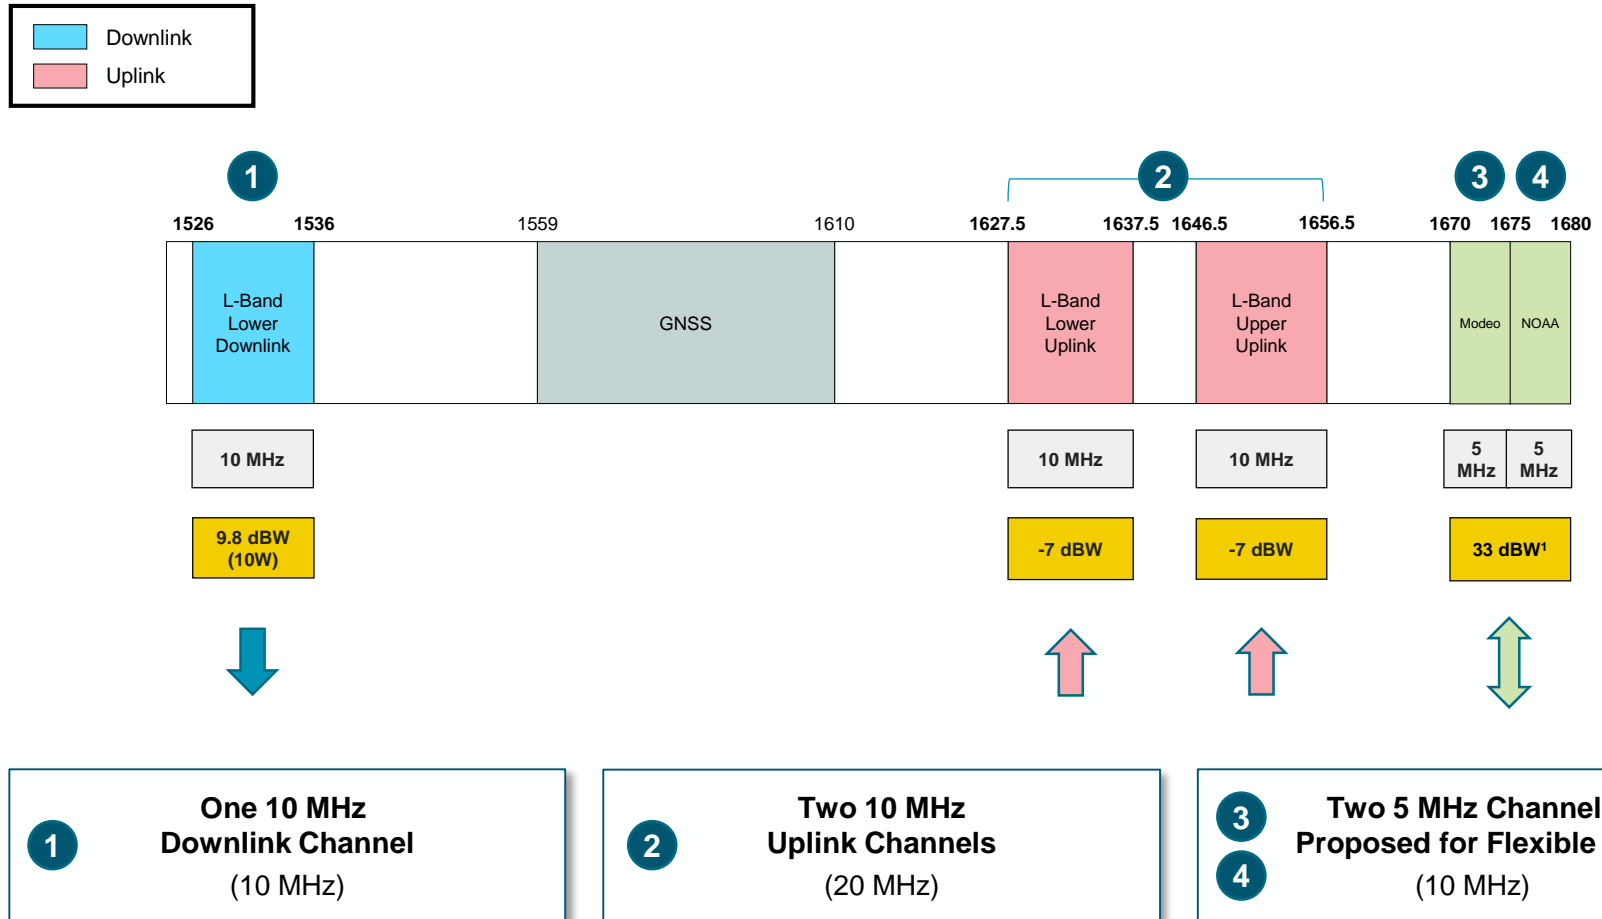 Downlink
Uplink
1
2
3
4
1526
1536
1559
1610
1627.5
1637.5
1646.5
1656.5
1670
1675
1680
L-Band
Lower
Downlink
GNSS
L-Band
Lower
Uplink
L-Band
Upper
Uplink
Modeo
NOAA
10 MHz
10 MHz
10 MHz
5
MHz
5
MHz
9.8 dBW
(10W)
-7 dBW
-7 dBW
33 dBW¹
1
One 10 MHz
Downlink Channel
(10 MHz)
2
Two 10 MHz
Uplink Channels
(20 MHz)
3
4
Two 5 MHz Channel
Proposed for Flexible
(10 MHz)